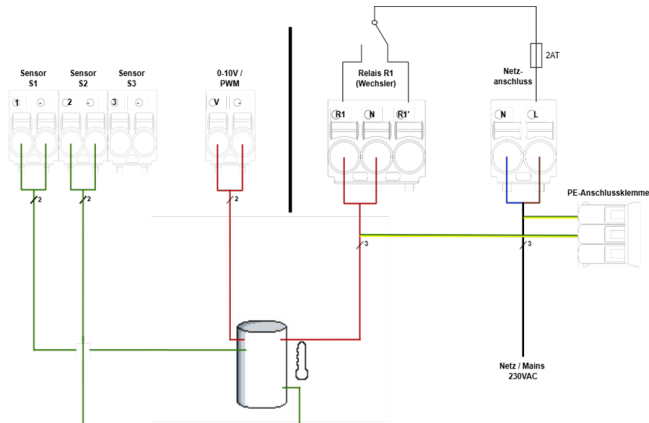 2AT
Sensor
S1
Sensor
S2
Sensor
S3
0-10V /
PWM
Relais R1
(Wechsler)
Netz-
anschluss
1
2
3
V
R1
N
R1'
N
L
PE-Anschlussklemme
2
2
2
3
3
Netz / Mains
230VAC